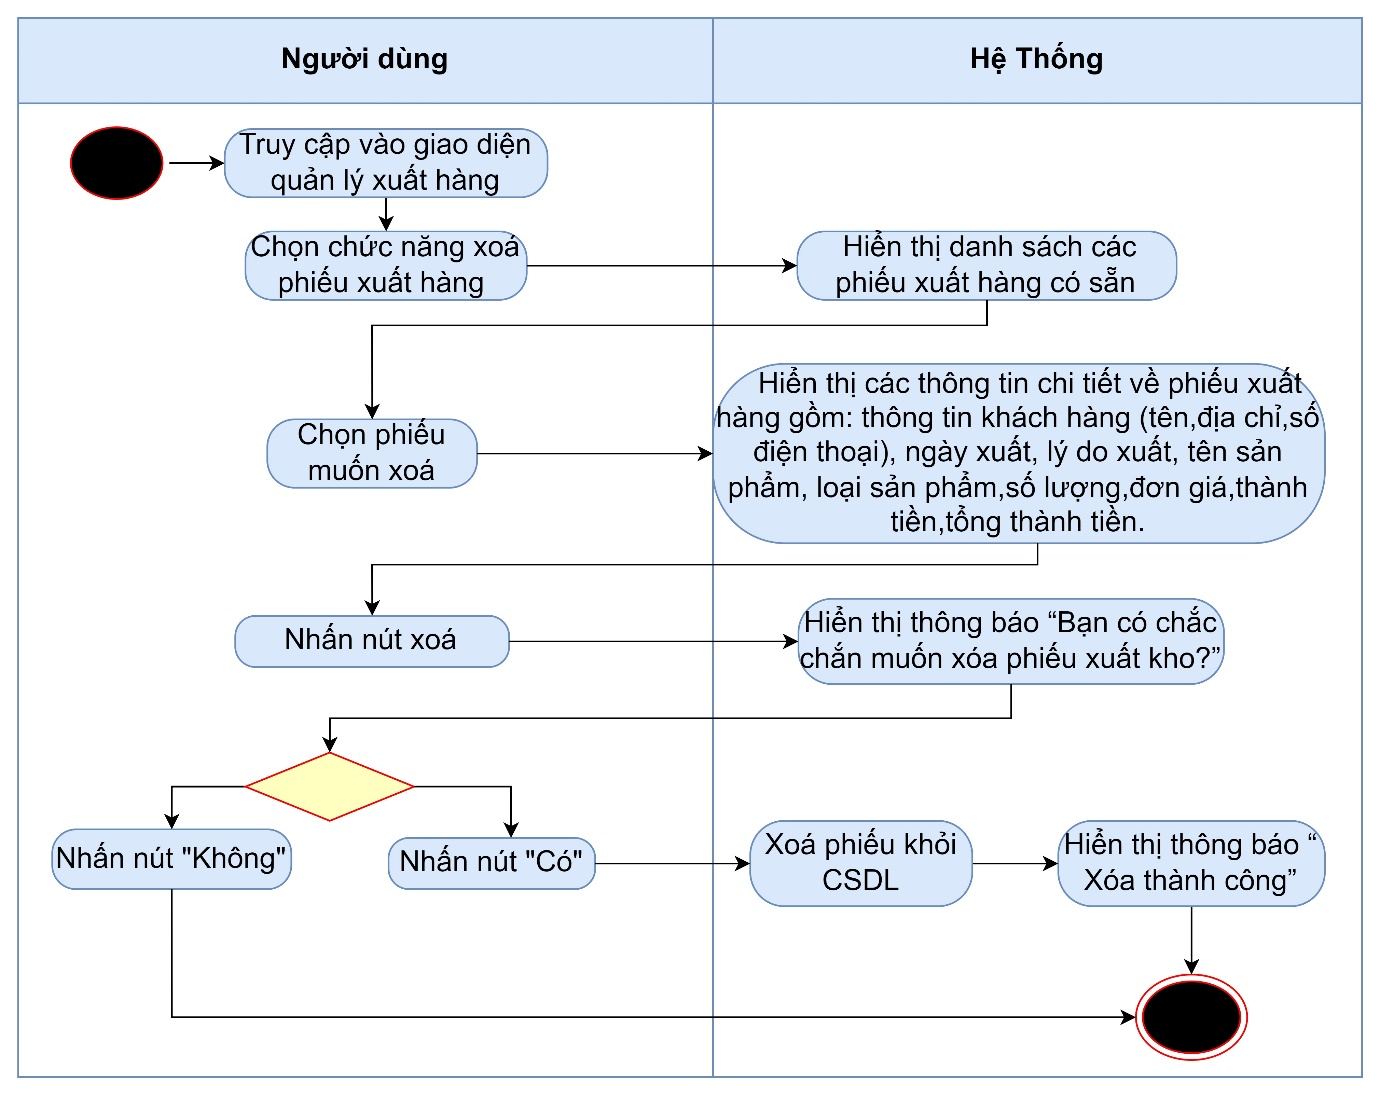 Người dùng
Hệ Thống
Truy cập vào giao diện
quản lý xuất hàng
Chọn chức năng xoá
phiếu xuất hàng
Hiển thị danh sách các
phiếu xuất hàng có sẵn
Chọn phiếu
muốn xoá
Hiển thị các thông tin chi tiết về phiếu xuất
hàng gồm: thông tin khách hàng (tên,địa chỉ,số
điện thoại), ngày xuất, lý do xuất, tên sản
phẩm, loại sản phẩm,số lượng,đơn giá,thành
tiền,tổng thành tiền.
Nhấn nút xoá
Hiển thị thông báo “Bạn có chắc
chắn muốn xóa phiếu xuất kho?”
Nhấn nút "Không"
Nhấn nút "Có"
Xoá phiếu khỏi
CSDL
Hiển thị thông báo “
Xóa thành công”